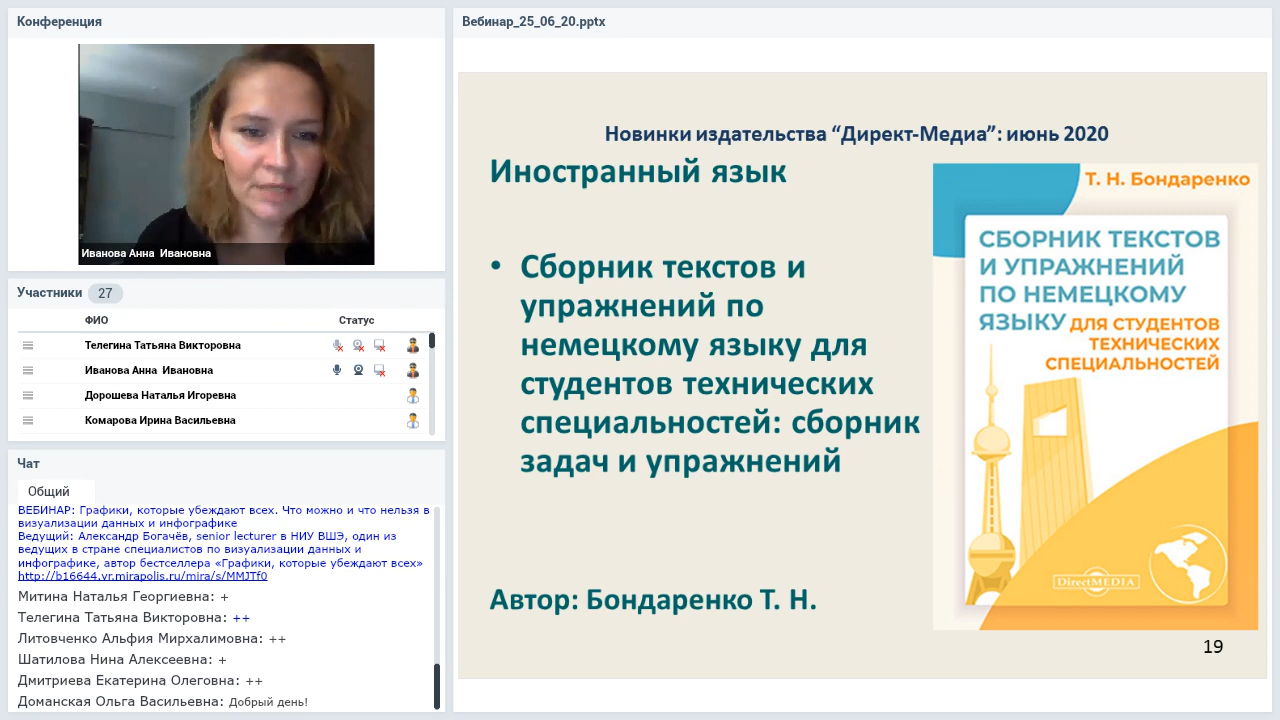 Конференция
Иванова Анна Ивановна
Участники 27
ФИО Статус
Телегина Татьяна Викторовна
Иванова Анна Ивановна
Дорошева Наталья Игоревна
Комарова Ирина Васильевна
Чат
Общий
ВЕБИНАР: Графики, которые убеждают всех. Что можно и что нельзя в
визуализации данных и инфографике
Ведущий: Александр Богачёв, senior lecturer в НИУ ВШЭ, один из
ведущих в стране специалистов по визуализации данных и
инфографике, автор бестселлера «Графики, которые убеждают всех»
http://b16644.vr.mirapolis.ru/mira/s/MMJTf0
Митина Наталья Георгиевна: +
Телегина Татьяна Викторовна: ++
Литовченко Альфия Мирхалимовна: ++
Шатилова Нина Алексеевна: +
Дмитриева Екатерина Олеговна: ++
Доманская Ольга Васильевна: Добрый день!
Вебинар_25_06_20.pptx
Новинки издательства “Директ-Медиа”: июнь 2020
Иностранный язык
• Сборник текстов и
упражнений по
немецкому языку для
студентов технических
специальностей: сборник
задач и упражнений
Автор: Бондаренко Т. Н.
Т. Н. Бондаренко
СБОРНИК ТЕКСТОВ
И УПРАЖНЕНИЙ
ПО НЕМЕЦКОМУ
ЯЗЫКУ ДЛЯ СТУДЕНТОВ
ТЕХНИЧЕСКИХ
СПЕЦИАЛЬНОСТЕЙ
DirectMEDIA
19